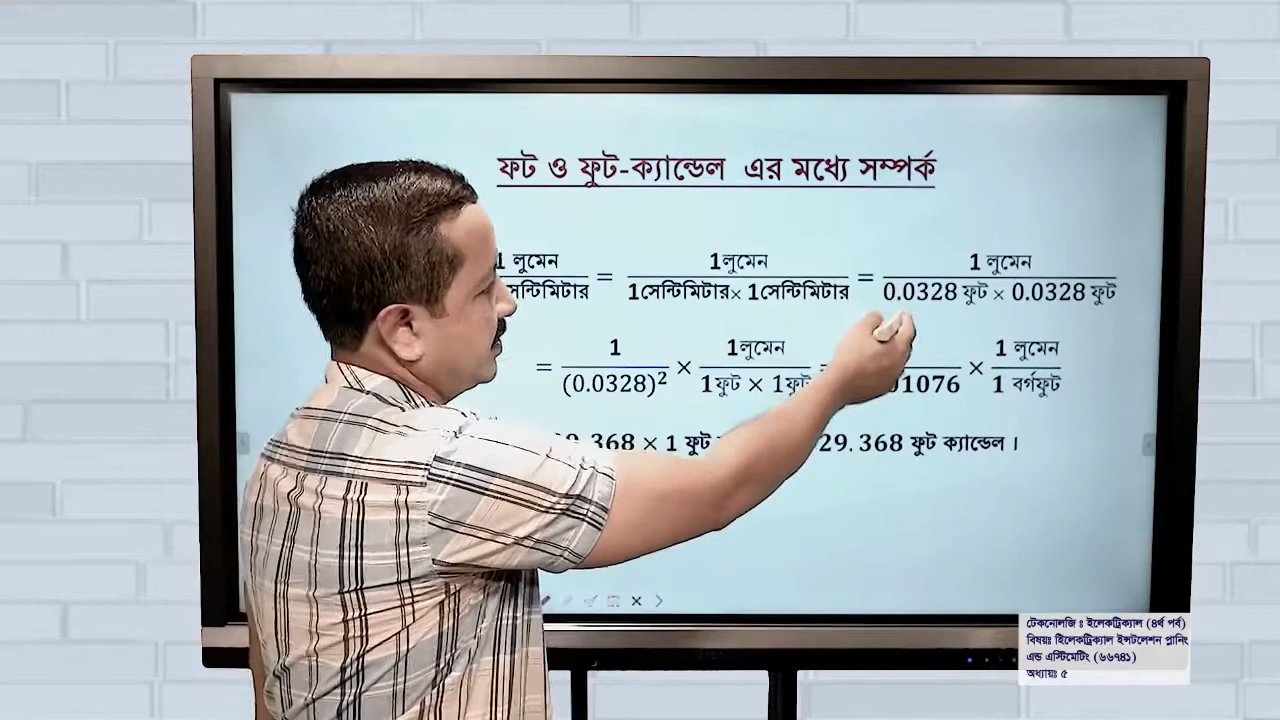 ফট ও ফুট-ক্যান্ডেল এর মধ্যে সম্পর্ক
1 লুমেন = 1লুমেন = 1 লুমেন
সেন্টিমিটার 1সেন্টিমিটার× 1সেন্টিমিটার 0.0328 ফুট × 0.0328 ফুট
= 1 × 1লুমেন = × 1 লুমেন
(0.0328)² 1ফুট × 1ফুট 01076 1 বর্গফুট
.368 × 1 ফুট 29.368 ফুট ক্যান্ডেল ।
টেকনোলজি ঃ ইলেকট্রিক্যাল (৪র্থ পর্ব)
বিষয়ঃ ইলেকট্রিক্যাল ইন্সটলেশন প্লানিং
এন্ড এস্টিমেটিং (৬৬৭৪১)
অধ্যায়ঃ ৫